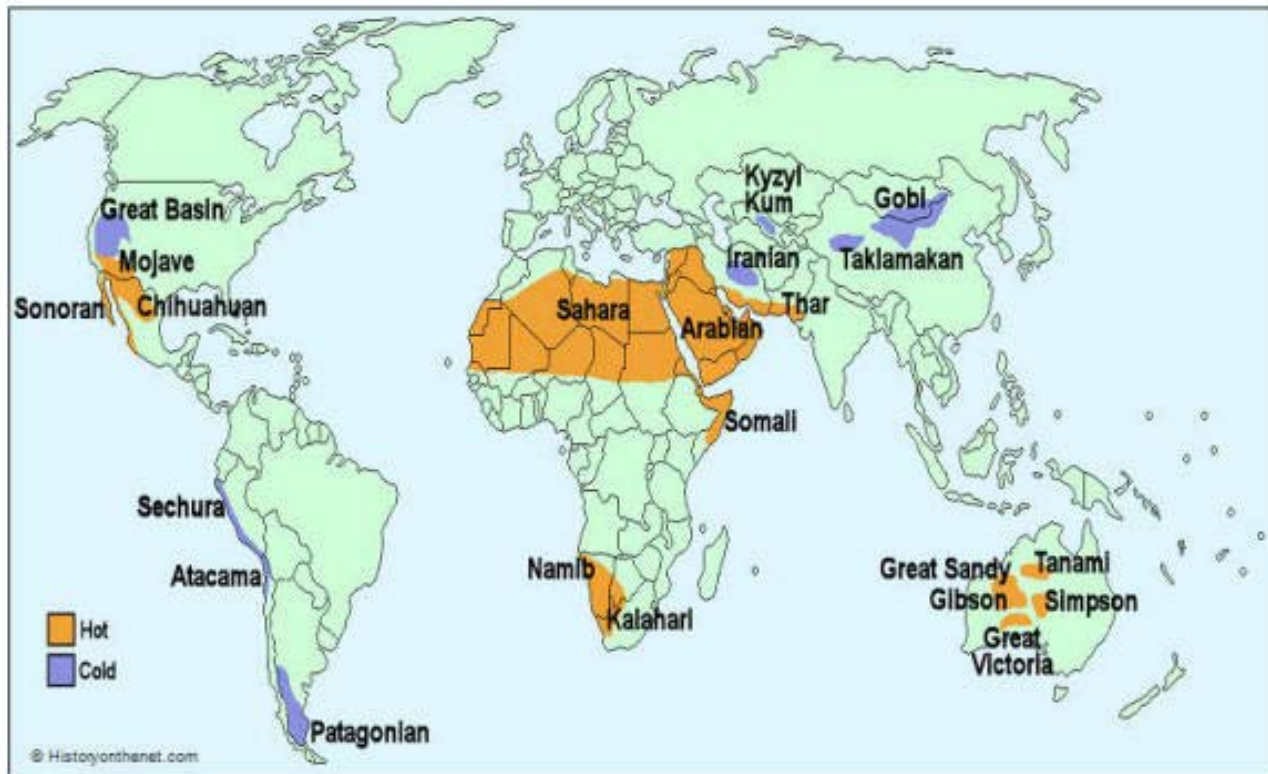 Great Basin
Mojave
Sonoran
Chihuahuan
Sechura
Atacama
Patagonian
Sahara
Arabian
Somali
Namib
Kalahari
Kyzyl
Kum
Gobi
Iranian
Taklamakan
Thar
Great Sandy
Tanami
Gibson
Simpson
Great
Victoria
Hot
Cold
© Historyonthenet.com